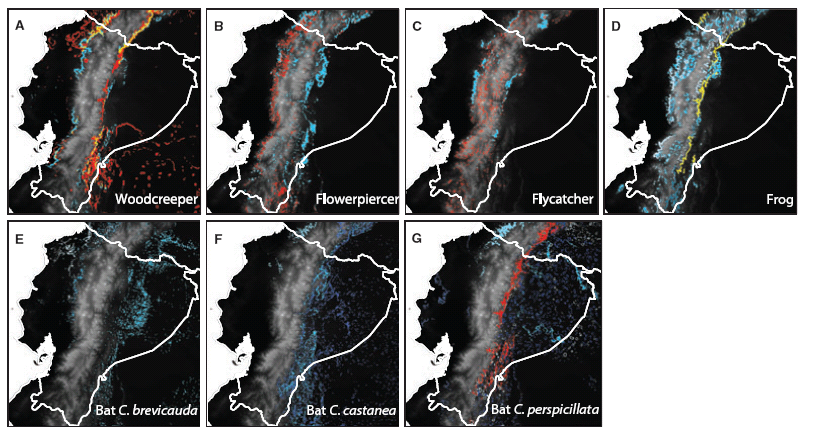 A
Woodcreeper
B
Flowerpiercer
C
Flycatcher
D
Frog
E
Bat C. brevicauda
F
Bat C. castanea
G
Bat C. perspicillata